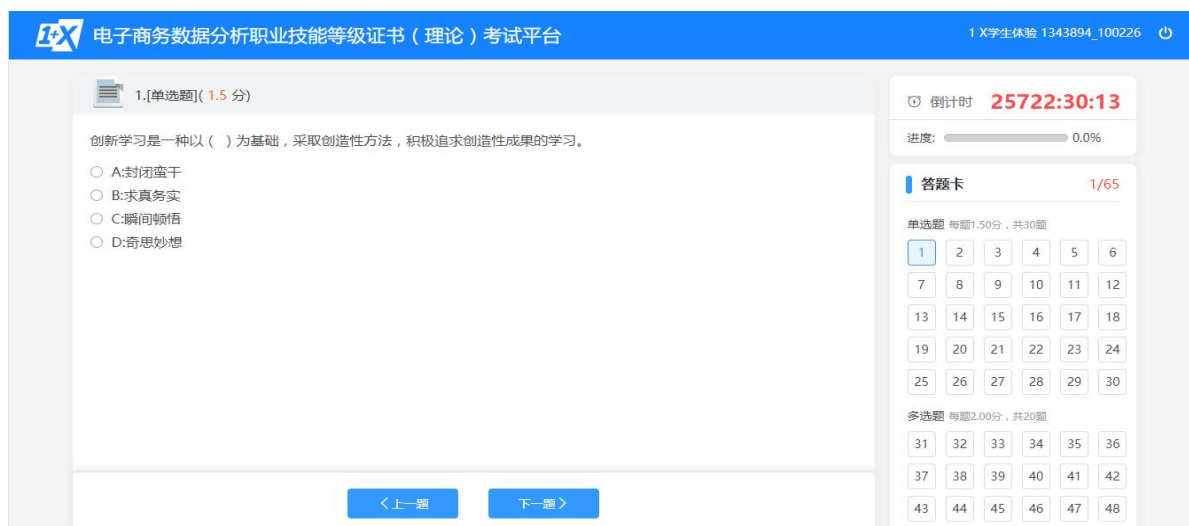 1+X 电子商务数据分析职业技能等级证书（理论）考试平台
1 X学生体验 1343894_100226
1.[单选题]( 1.5 分)
创新学习是一种以（ ）为基础，采取创造性方法，积极追求创造性成果的学习。
A:封闭蛮干
B:求真务实
C:瞬间顿悟
D:奇思妙想
<上一题
下一题>
倒计时 25722:30:13
进度: 0.0%
答题卡 1/65
单选题 每题1.50分，共30题
1 2 3 4 5 6
7 8 9 10 11 12
13 14 15 16 17 18
19 20 21 22 23 24
25 26 27 28 29 30
多选题 每题2.00分，共20题
31 32 33 34 35 36
37 38 39 40 41 42
43 44 45 46 47 48